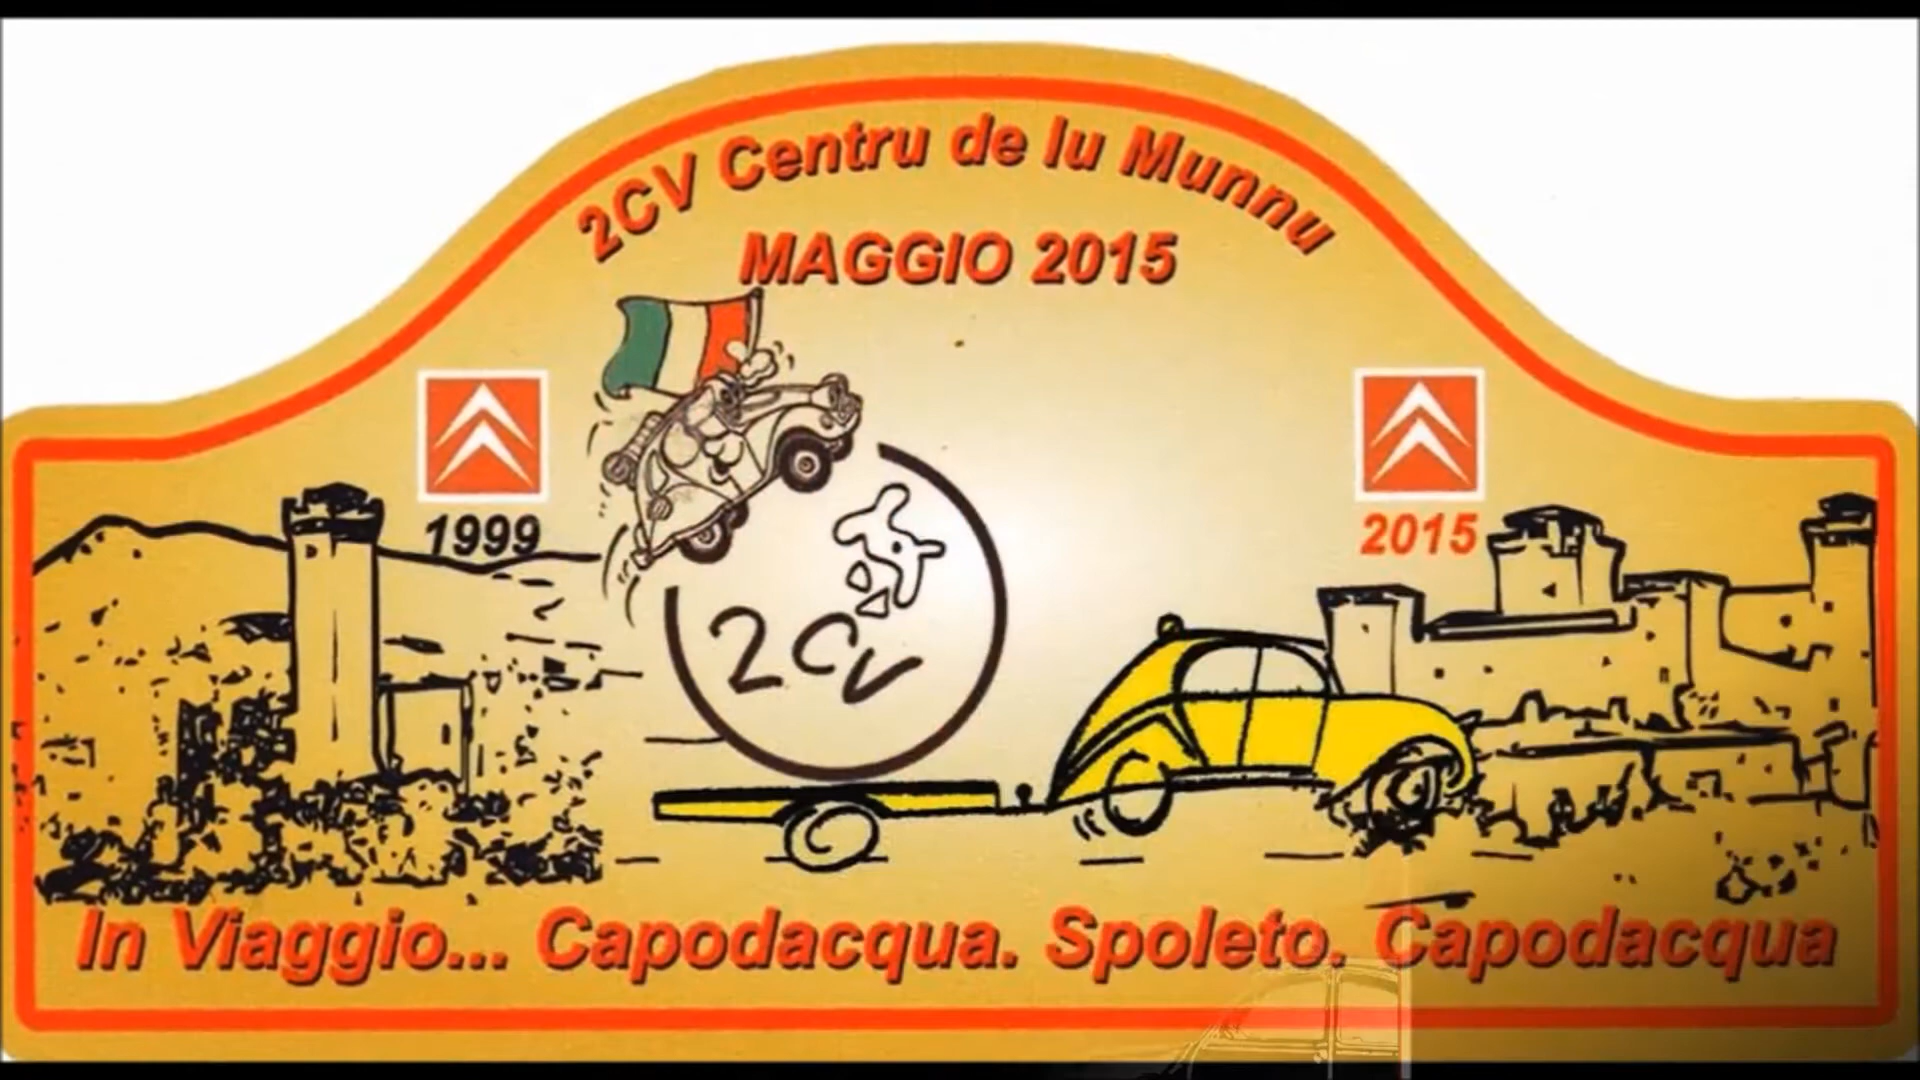 2CV Centru de lu Munnu
MAGGIO 2015
1999
2015
2CV
In Viaggio... Capodacqua. Spoleto. Capodacqua